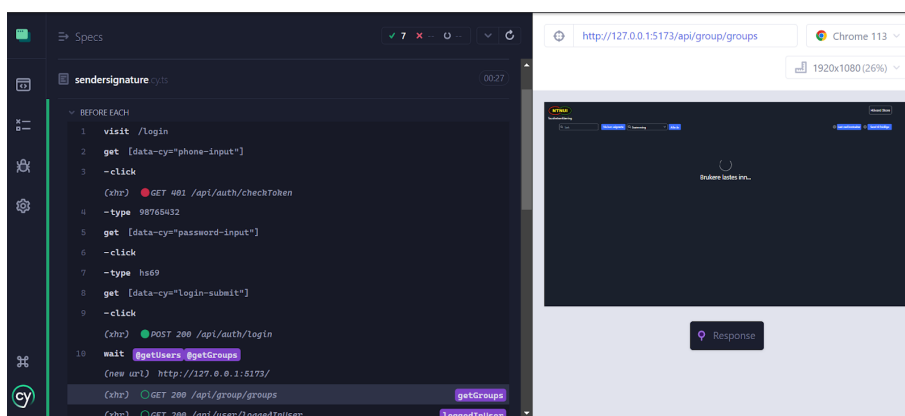 Specs
7 -- --
sendersignature cy.ts
00:27
BEFORE EACH
1 visit /login
2 get [data-cy="phone-input"]
3 -click
(xhr) GET 401 /api/auth/checkToken
4 -type 98765432
5 get [data-cy="password-input"]
6 -click
7 -type hs69
8 get [data-cy="login-submit"]
9 -click
(xhr) POST 200 /api/auth/login
10 wait @getUsers @getGroups
(new url) http://127.0.0.1:5173/
(xhr) GET 200 /api/group/groups getGroups
(xhr) GET 200 /api/user/loggedInUser loggedInUser
cy
http://127.0.0.1:5173/api/group/groups
Chrome 113
1920x1080 (26%)
Brukere lastes inn...
Response